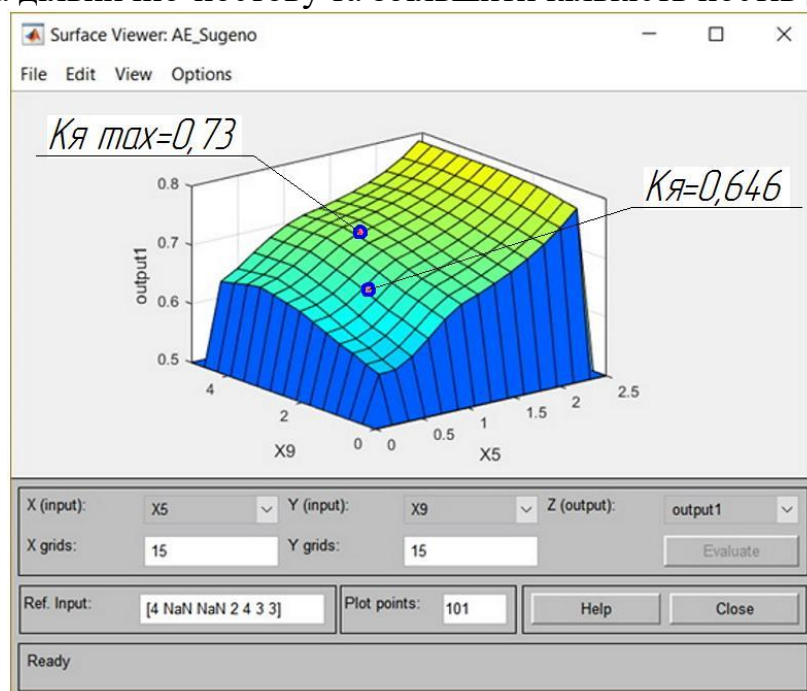 Surface Viewer: AE_Sugeno
File Edit View Options
Kя max=0,73
Kя=0,646
0.8
0.7
0.6
0.5
output1
4
2
0
X9
0
0.5
1
1.5
2
2.5
X5
X (input): X5 Y (input): X9 Z (output): output1
X grids: 15 Y grids: 15 Evaluate
Ref. Input: [4 NaN NaN 2 4 3 3] Plot points: 101 Help Close
Ready